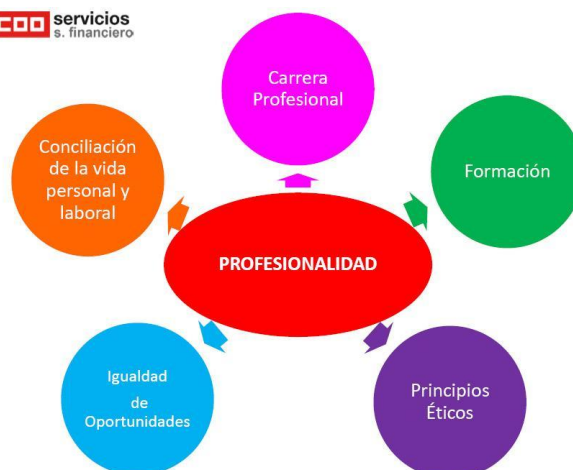 CCOO servicios
s. financiero
Carrera
Profesional
Conciliación
de la vida
personal y
laboral
Formación
PROFESIONALIDAD
Igualdad
de
Oportunidades
Principios
Éticos